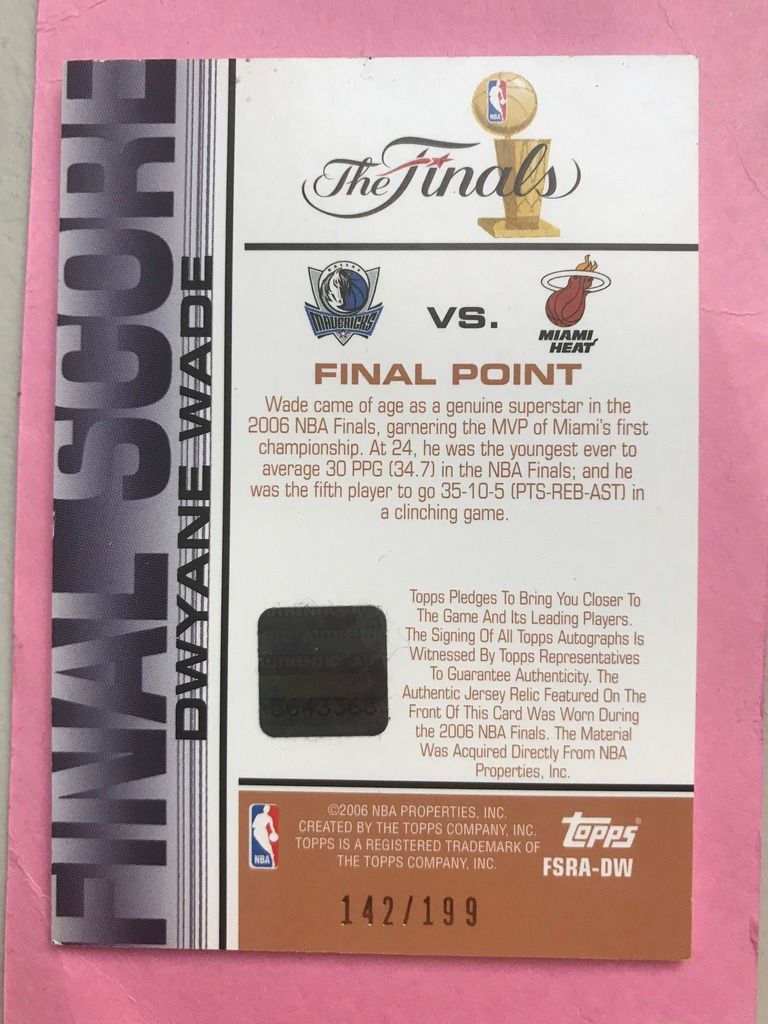 FINAL SCORE
DWYANE WADE
NBA
The Finals
DALLAS
MAVERICKS
VS.
MIAMI
HEAT
FINAL POINT
Wade came of age as a genuine superstar in the
2006 NBA Finals, garnering the MVP of Miami's first
championship. At 24, he was the youngest ever to
average 30 PPG (34.7) in the NBA Finals; and he
was the fifth player to go 35-10-5 (PTS-REB-AST) in
a clinching game.
AUTHENTIC
3643363
Topps Pledges To Bring You Closer To
The Game And Its Leading Players.
The Signing Of All Topps Autographs Is
Witnessed By Topps Representatives
To Guarantee Authenticity. The
Authentic Jersey Relic Featured On The
Front Of This Card Was Worn During
the 2006 NBA Finals. The Material
Was Acquired Directly From NBA
Properties, Inc.
NBA
©2006 NBA PROPERTIES, INC.
CREATED BY THE TOPPS COMPANY, INC.
TOPPS IS A REGISTERED TRADEMARK OF
THE TOPPS COMPANY, INC.
Topps®
FSRA-DW
142/199